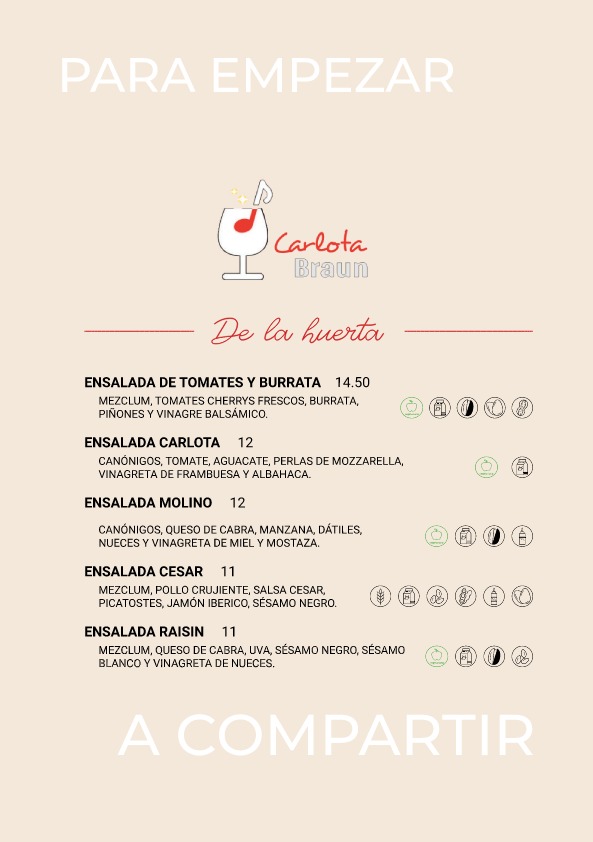 PARA EMPEZAR
Carlota
Braun
De la huerta
ENSALADA DE TOMATES Y BURRATA 14.50
MEZCLUM, TOMATES CHERRYS FRESCOS, BURRATA,
PIÑONES Y VINAGRE BALSÁMICO.
ENSALADA CARLOTA 12
CANÓNIGOS, TOMATE, AGUACATE, PERLAS DE MOZZARELLA,
VINAGRETA DE FRAMBUESA Y ALBAHACA.
ENSALADA MOLINO 12
CANÓNIGOS, QUESO DE CABRA, MANZANA, DÁTILES,
NUECES Y VINAGRETA DE MIEL Y MOSTAZA.
ENSALADA CESAR 11
MEZCLUM, POLLO CRUJIENTE, SALSA CESAR,
PICATOSTES, JAMÓN IBERICO, SÉSAMO NEGRO.
ENSALADA RAISIN 11
MEZCLUM, QUESO DE CABRA, UVA, SÉSAMO NEGRO, SÉSAMO
BLANCO Y VINAGRETA DE NUECES.
A COMPARTIR